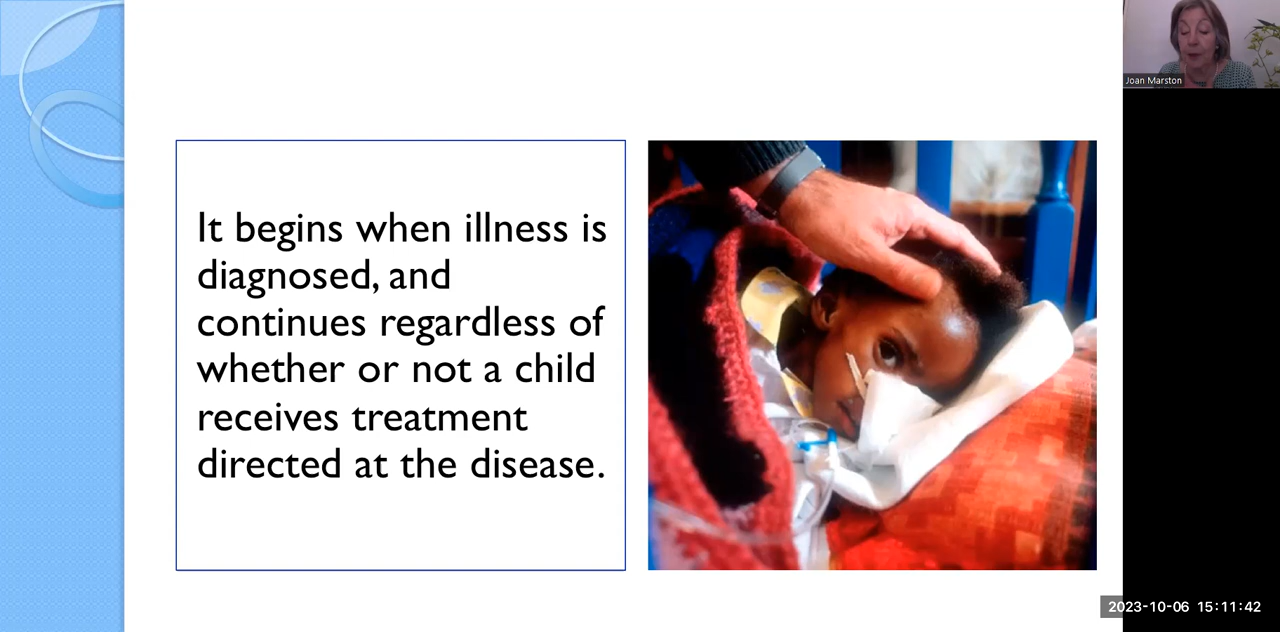 Joan Marston
It begins when illness is
diagnosed, and
continues regardless of
whether or not a child
receives treatment
directed at the disease.
2023-10-06 15:11:42